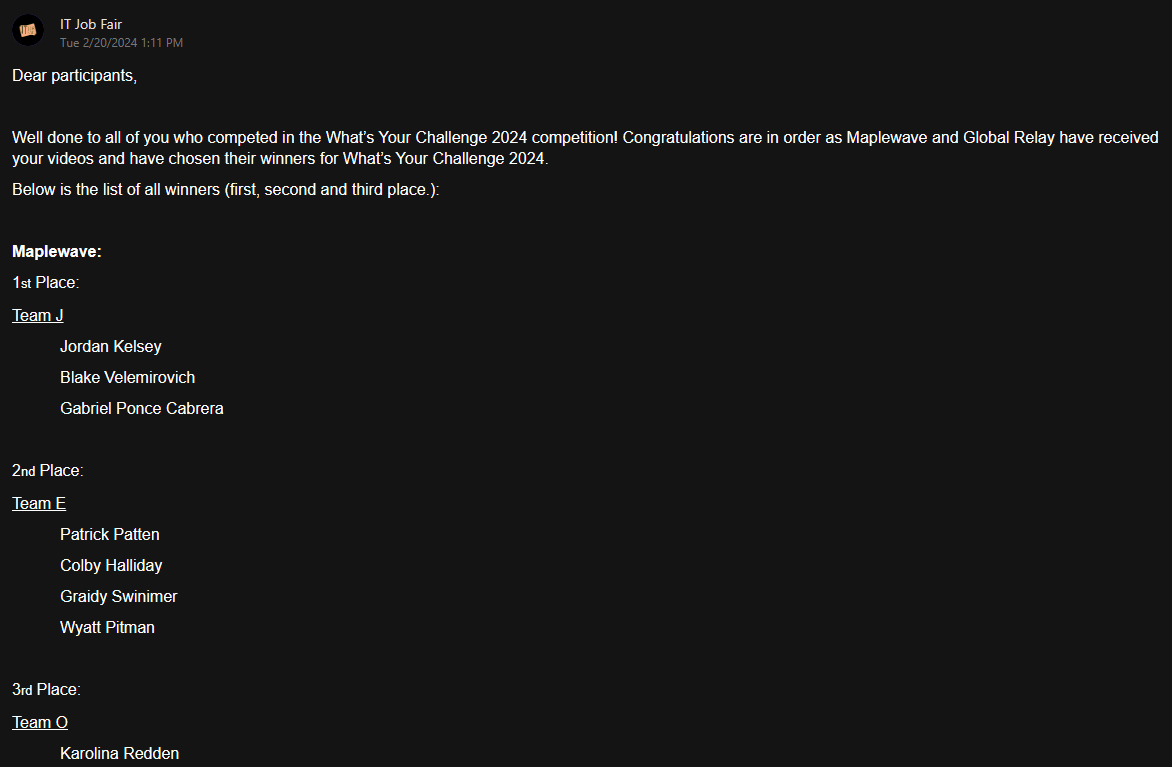 IT Job Fair
Tue 2/20/2024 1:11 PM
Dear participants,
Well done to all of you who competed in the What’s Your Challenge 2024 competition! Congratulations are in order as Maplewave and Global Relay have received
your videos and have chosen their winners for What’s Your Challenge 2024.
Below is the list of all winners (first, second and third place.):
Maplewave:
1st Place:
Team J
Jordan Kelsey
Blake Velemirovich
Gabriel Ponce Cabrera
2nd Place:
Team E
Patrick Patten
Colby Halliday
Graidy Swinimer
Wyatt Pitman
3rd Place:
Team O
Karolina Redden